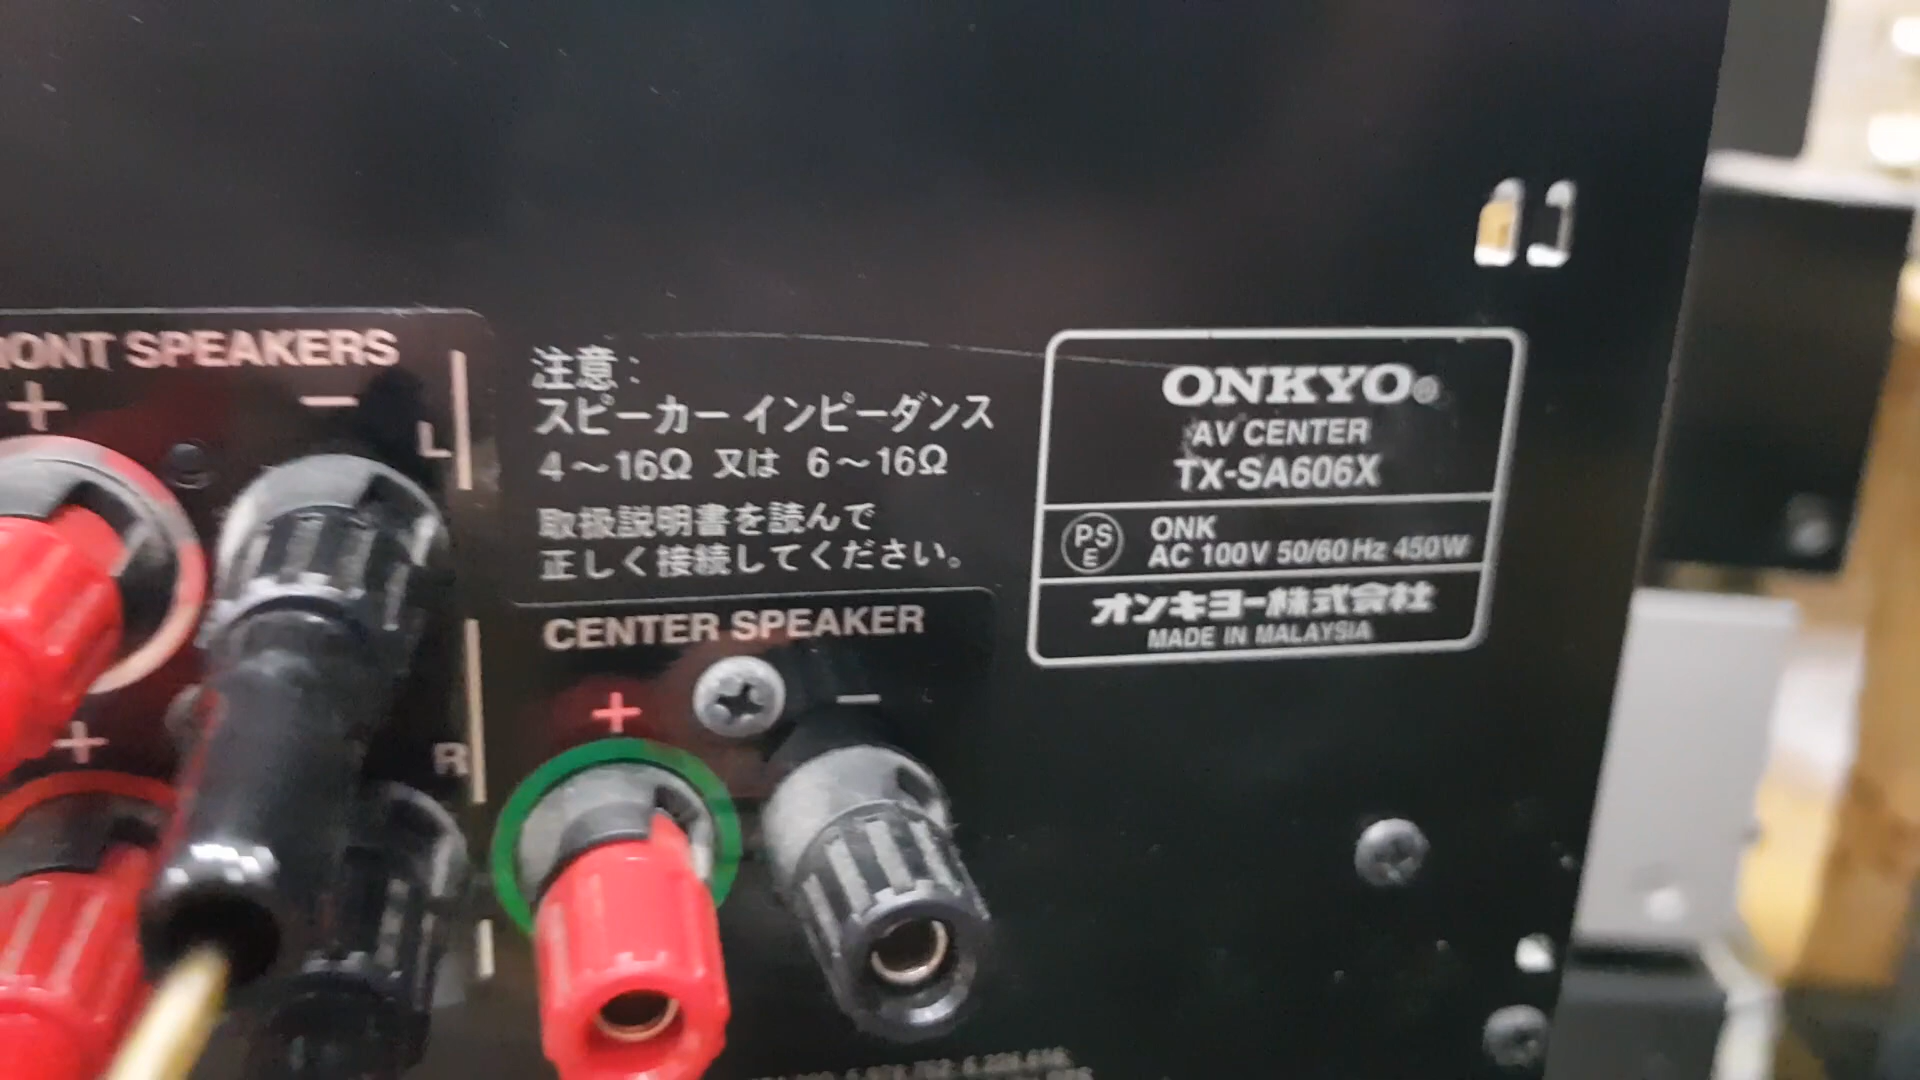 FRONT SPEAKERS
+ −
L
+
R
注意:
スピーカー インピーダンス
4～16Ω 又は 6～16Ω
取扱説明書を読んで
正しく接続してください。
CENTER SPEAKER
+ −
ONKYO®
AV CENTER
TX-SA606X
PS
E
ONK
AC 100V 50/60Hz 450W
オンキヨー株式会社
MADE IN MALAYSIA